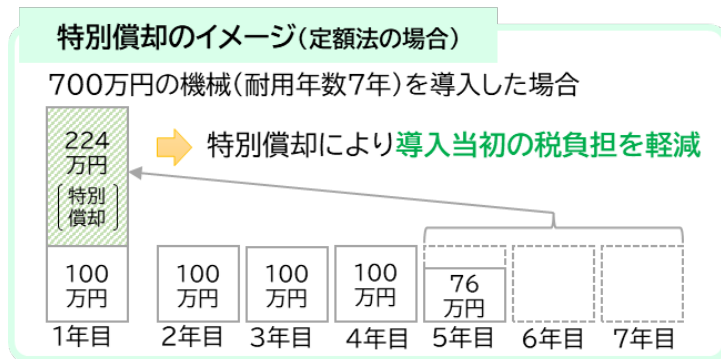 特別償却のイメージ(定額法の場合)
700万円の機械(耐用年数7年)を導入した場合
224
万円
特別
償却
特別償却により導入当初の税負担を軽減
100
万円
100
万円
100
万円
100
万円
76
万円
1年目
2年目
3年目
4年目
5年目
6年目
7年目